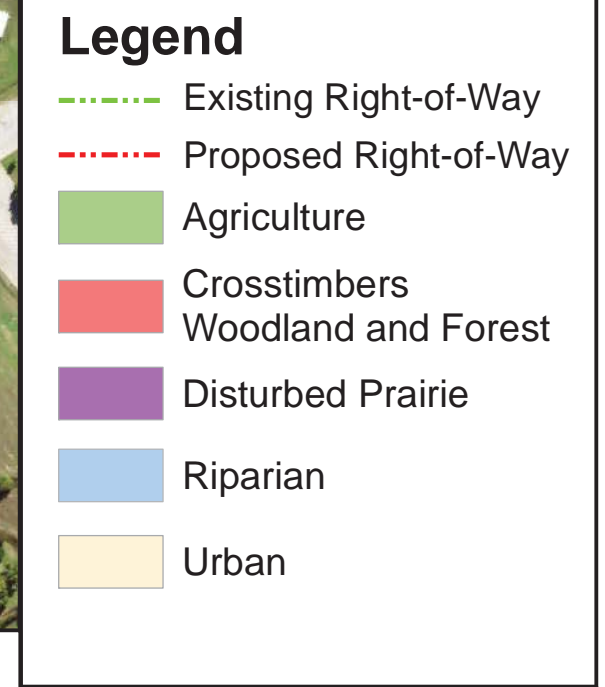 Legend
Existing Right-of-Way
Proposed Right-of-Way
Agriculture
Crosstimbers
Woodland and Forest
Disturbed Prairie
Riparian
Urban